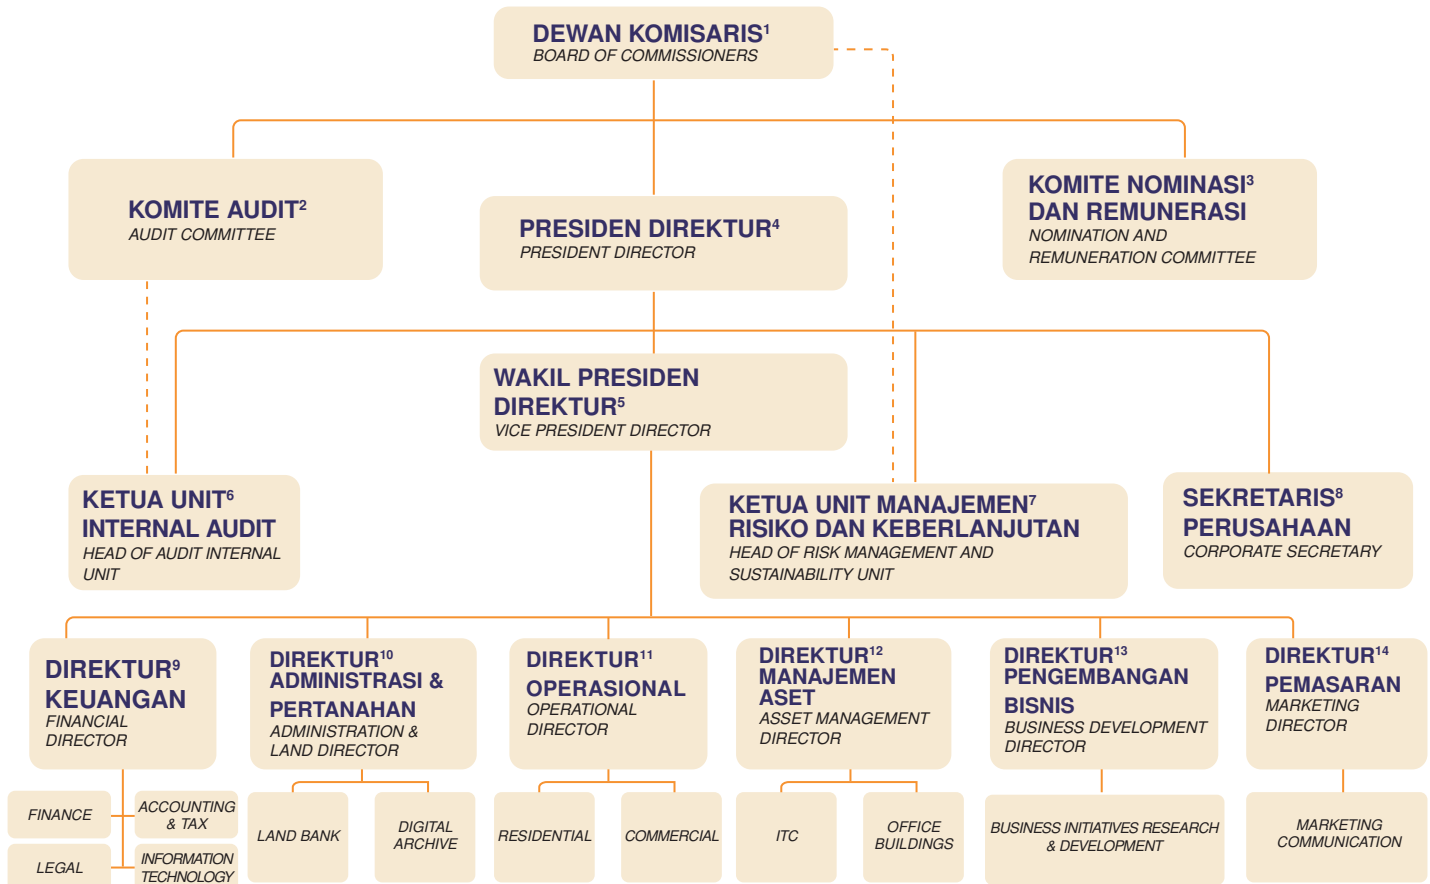 DEWAN KOMISARIS¹
BOARD OF COMMISSIONERS
KOMITE AUDIT²
AUDIT COMMITTEE
PRESIDEN DIREKTUR⁴
PRESIDENT DIRECTOR
KOMITE NOMINASI³
DAN REMUNERASI
NOMINATION AND
REMUNERATION COMMITTEE
WAKIL PRESIDEN
DIREKTUR⁵
VICE PRESIDENT DIRECTOR
KETUA UNIT⁶
INTERNAL AUDIT
HEAD OF AUDIT INTERNAL
UNIT
KETUA UNIT MANAJEMEN⁷
RISIKO DAN KEBERLANJUTAN
HEAD OF RISK MANAGEMENT AND
SUSTAINABILITY UNIT
SEKRETARIS⁸
PERUSAHAAN
CORPORATE SECRETARY
DIREKTUR⁹
KEUANGAN
FINANCIAL
DIRECTOR
DIREKTUR¹⁰
ADMINISTRASI &
PERTANAHAN
ADMINISTRATION &
LAND DIRECTOR
DIREKTUR¹¹
OPERASIONAL
OPERATIONAL
DIRECTOR
DIREKTUR¹²
MANAJEMEN
ASET
ASSET MANAGEMENT
DIRECTOR
DIREKTUR¹³
PENGEMBANGAN
BISNIS
BUSINESS DEVELOPMENT
DIRECTOR
DIREKTUR¹⁴
PEMASARAN
MARKETING
DIRECTOR
FINANCE
ACCOUNTING
& TAX
LEGAL
INFORMATION
TECHNOLOGY
LAND BANK
DIGITAL
ARCHIVE
RESIDENTIAL
COMMERCIAL
ITC
OFFICE
BUILDINGS
BUSINESS INITIATIVES RESEARCH
& DEVELOPMENT
MARKETING
COMMUNICATION